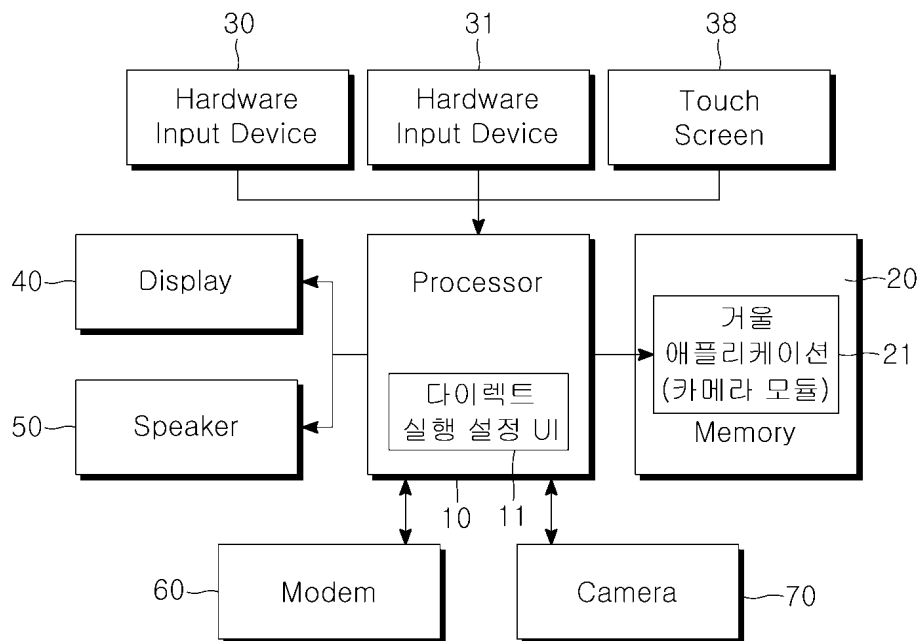 30
31
38
Hardware
Input Device
Hardware
Input Device
Touch
Screen
40
Display
Processor
20
거울
애플리케이션
(카메라 모듈)
21
Memory
다이렉트
실행 설정 UI
50
Speaker
10
11
60
Modem
Camera
70